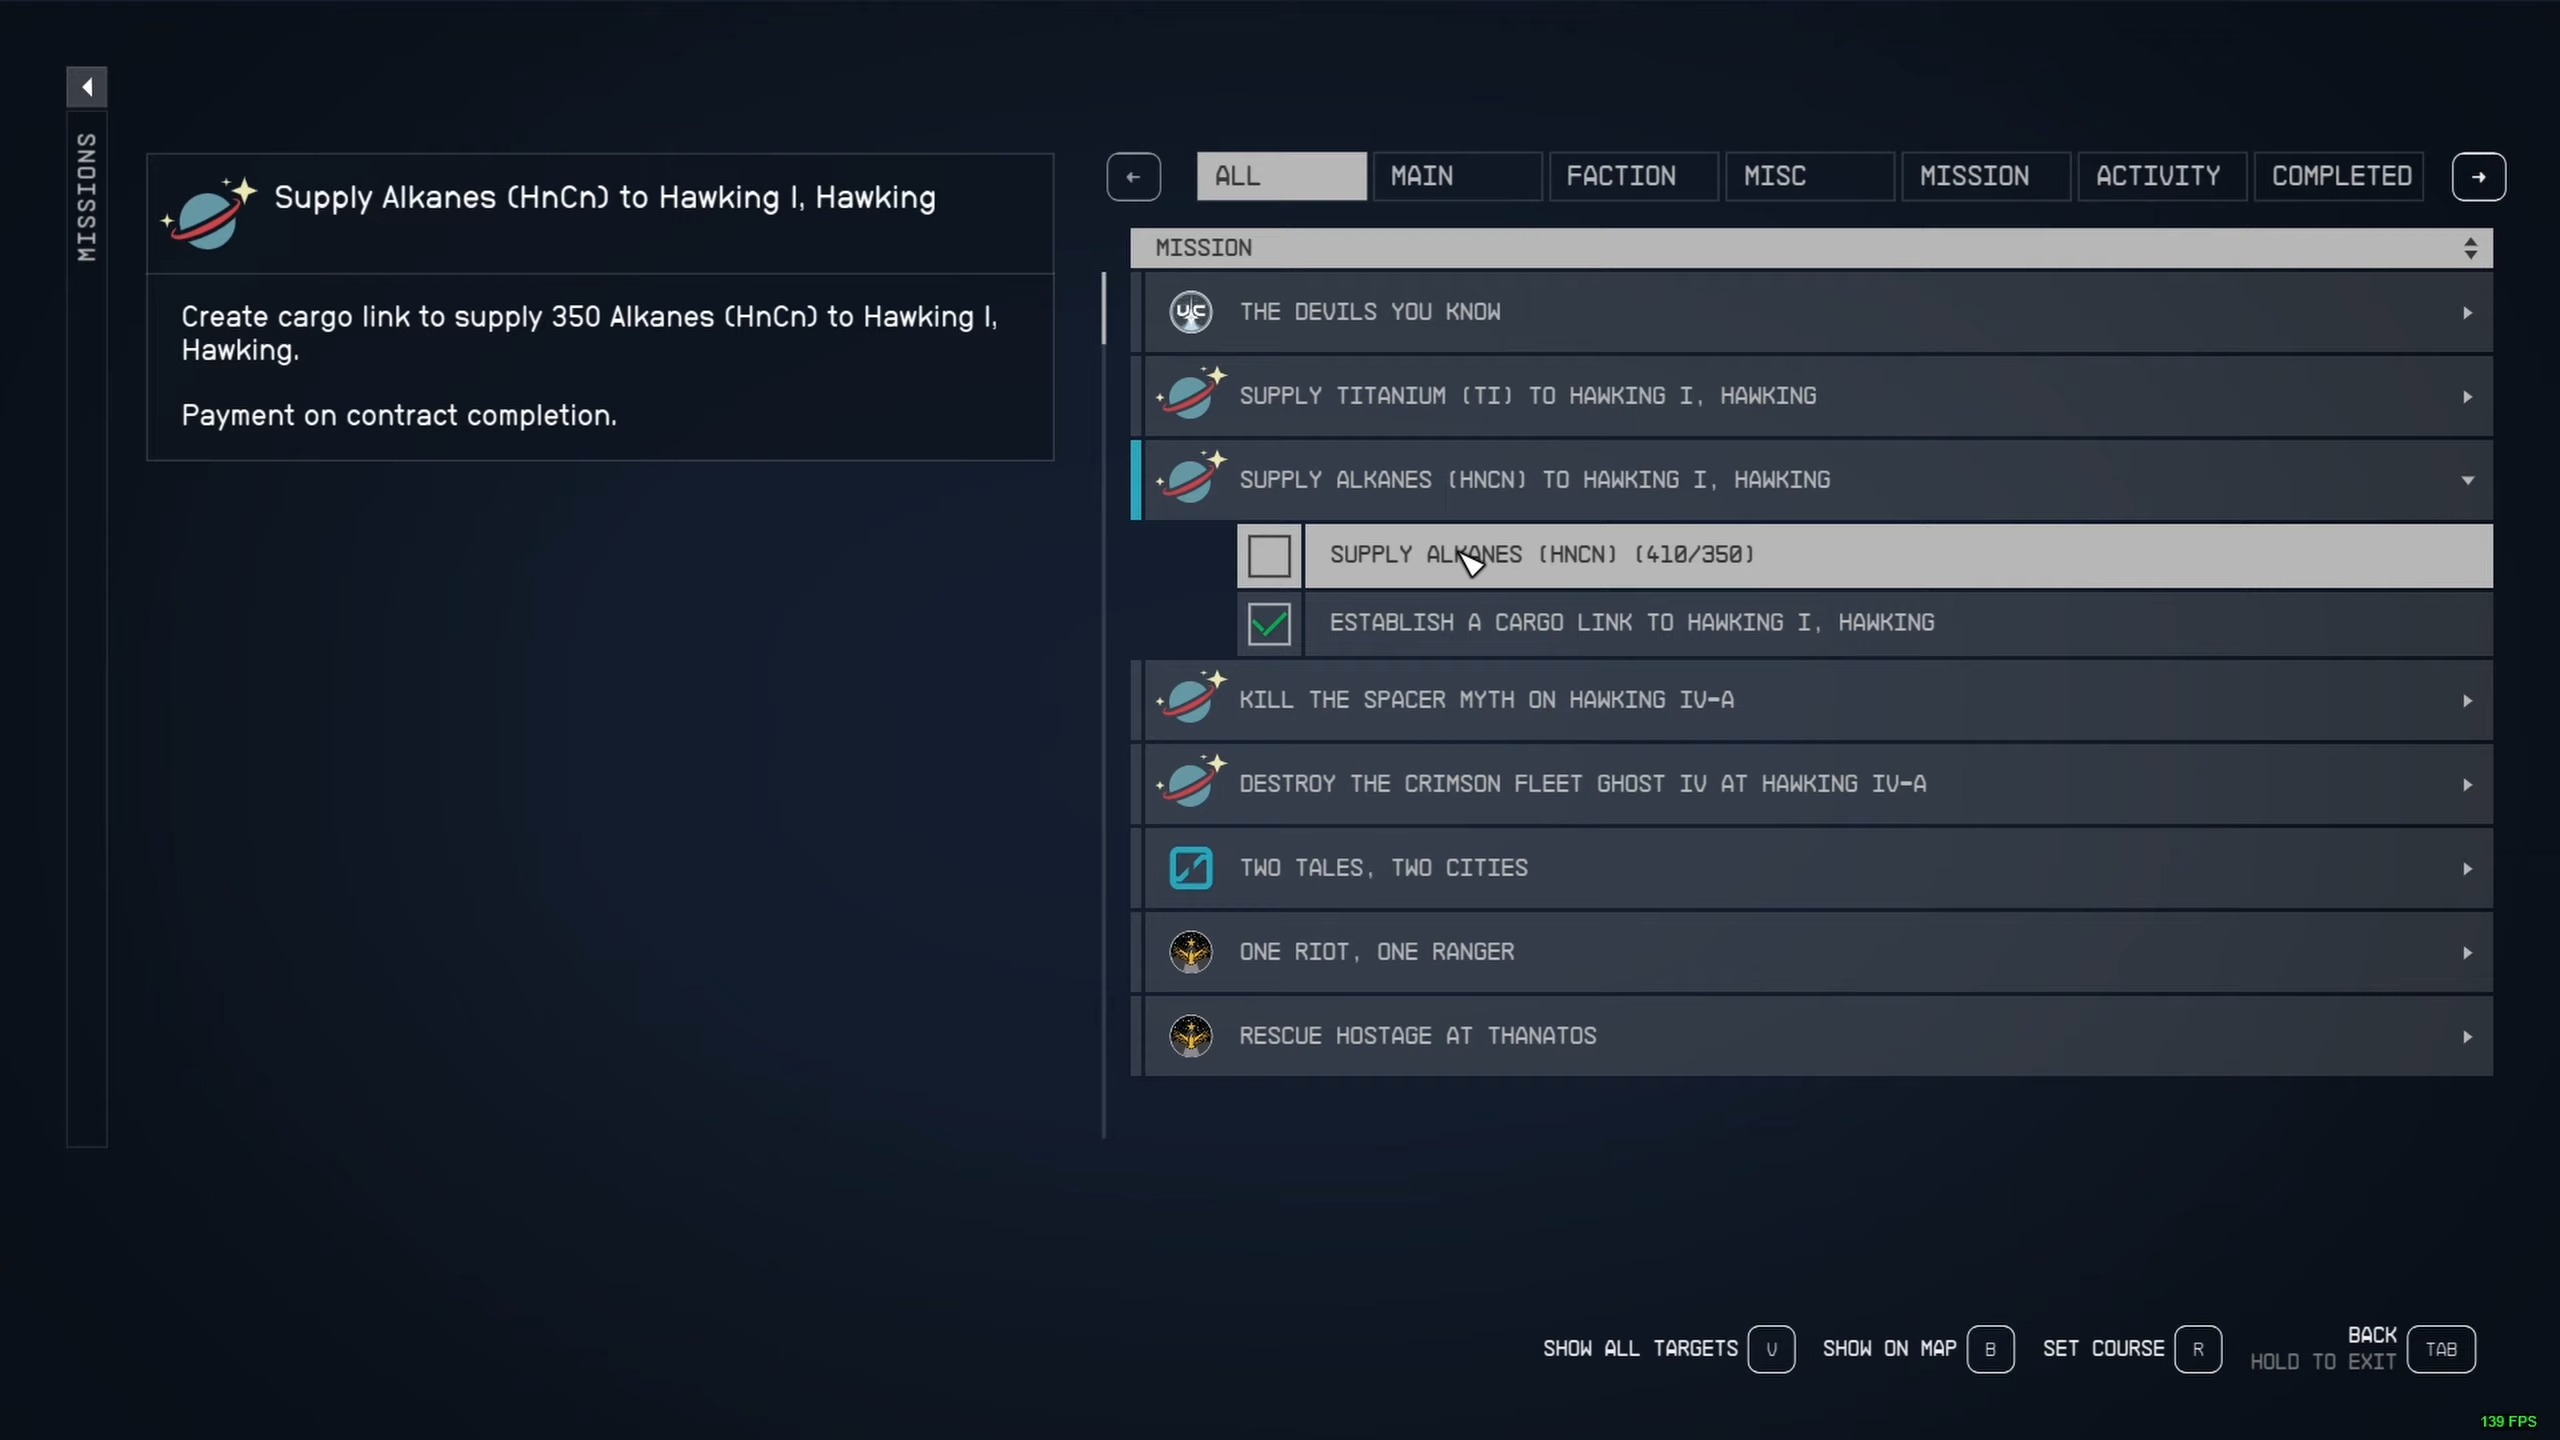 MISSIONS
Supply Alkanes (HnCn) to Hawking I, Hawking
Create cargo link to supply 350 Alkanes (HnCn) to Hawking I,
Hawking.
Payment on contract completion.
ALL
MAIN
FACTION
MISC
MISSION
ACTIVITY
COMPLETED
MISSION
UC
THE DEVILS YOU KNOW
SUPPLY TITANIUM (TI) TO HAWKING I, HAWKING
SUPPLY ALKANES (HNCN) TO HAWKING I, HAWKING
SUPPLY ALKANES (HNCN) (410/350)
ESTABLISH A CARGO LINK TO HAWKING I, HAWKING
KILL THE SPACER MYTH ON HAWKING IV-A
DESTROY THE CRIMSON FLEET GHOST IV AT HAWKING IV-A
TWO TALES, TWO CITIES
ONE RIOT, ONE RANGER
RESCUE HOSTAGE AT THANATOS
SHOW ALL TARGETS V
SHOW ON MAP B
SET COURSE R
BACK
HOLD TO EXIT
TAB
139 FPS